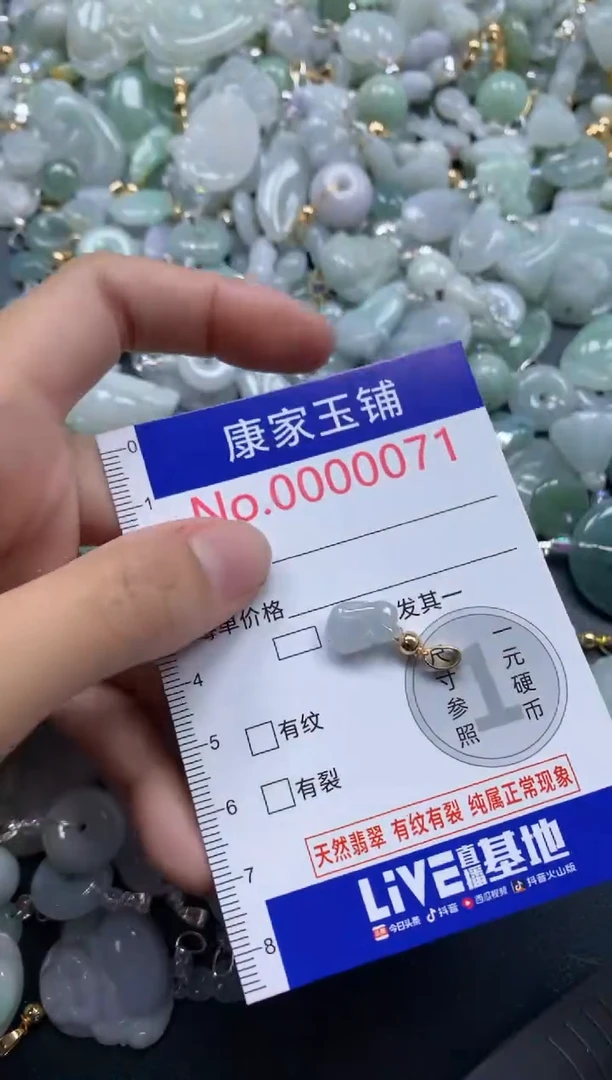 0
康家玉铺
1
No.0000071
单价格
发其一
尺寸参照
1
一元硬币
4
5
有纹
6
有裂
7
天然翡翠 有纹有裂 纯属正常现象
LiVE直播基地
8
今日头条 抖音 西瓜视频 抖音火山版